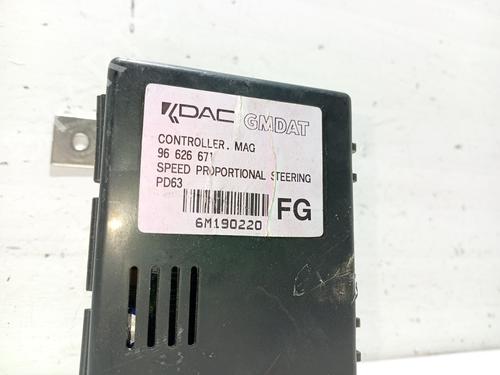 KDAC GMDAT
CONTROLLER. MAG
96 626 671
SPEED PROPORTIONAL STEERING
PD63
FG
6M190220